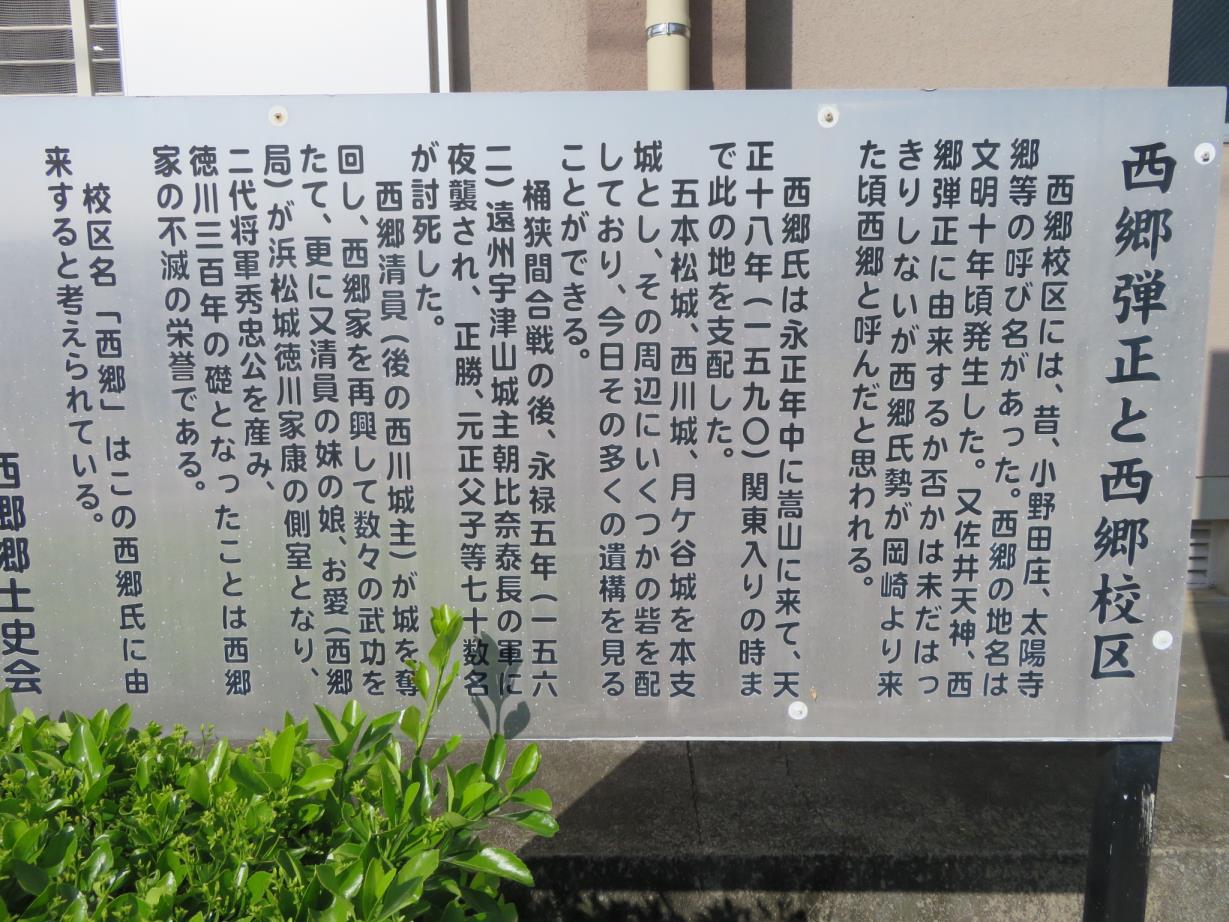 西郷弾正と西郷校区
西郷校区には、昔、小野田庄、太陽寺
郷等の呼び名があった。西郷の地名は
文明十年頃発生した。又佐井天神、西
郷弾正に由来するか否かは未だはっ
きりしないが西郷氏勢が岡崎より来
た頃西郷と呼んだと思われる。
西郷氏は永正年中に嵩山に来て、天
正十八年(一五九〇)関東入りの時ま
で此の地を支配した。
五本松城、西川城、月ケ谷城を本支
城とし、その周辺にいくつかの砦を配
しており、今日その多くの遺構を見る
ことができる。
桶狭間合戦の後、永禄五年(一五六
二)遠州宇津山城主朝比奈泰長の軍に
夜襲され、正勝、元正父子等七十数名
が討死した。
西郷清員(後の西川城主)が城を奪
回し、西郷家を再興して数々の武功を
たて、更に又清員の妹の娘、お愛(西郷
局)が浜松城徳川家康の側室となり、
二代将軍秀忠公を産み、
徳川三百年の礎となったことは西郷
家の不滅の栄誉である。
校区名「西郷」はこの西郷氏に由
来すると考えられている。
西郷郷土史会